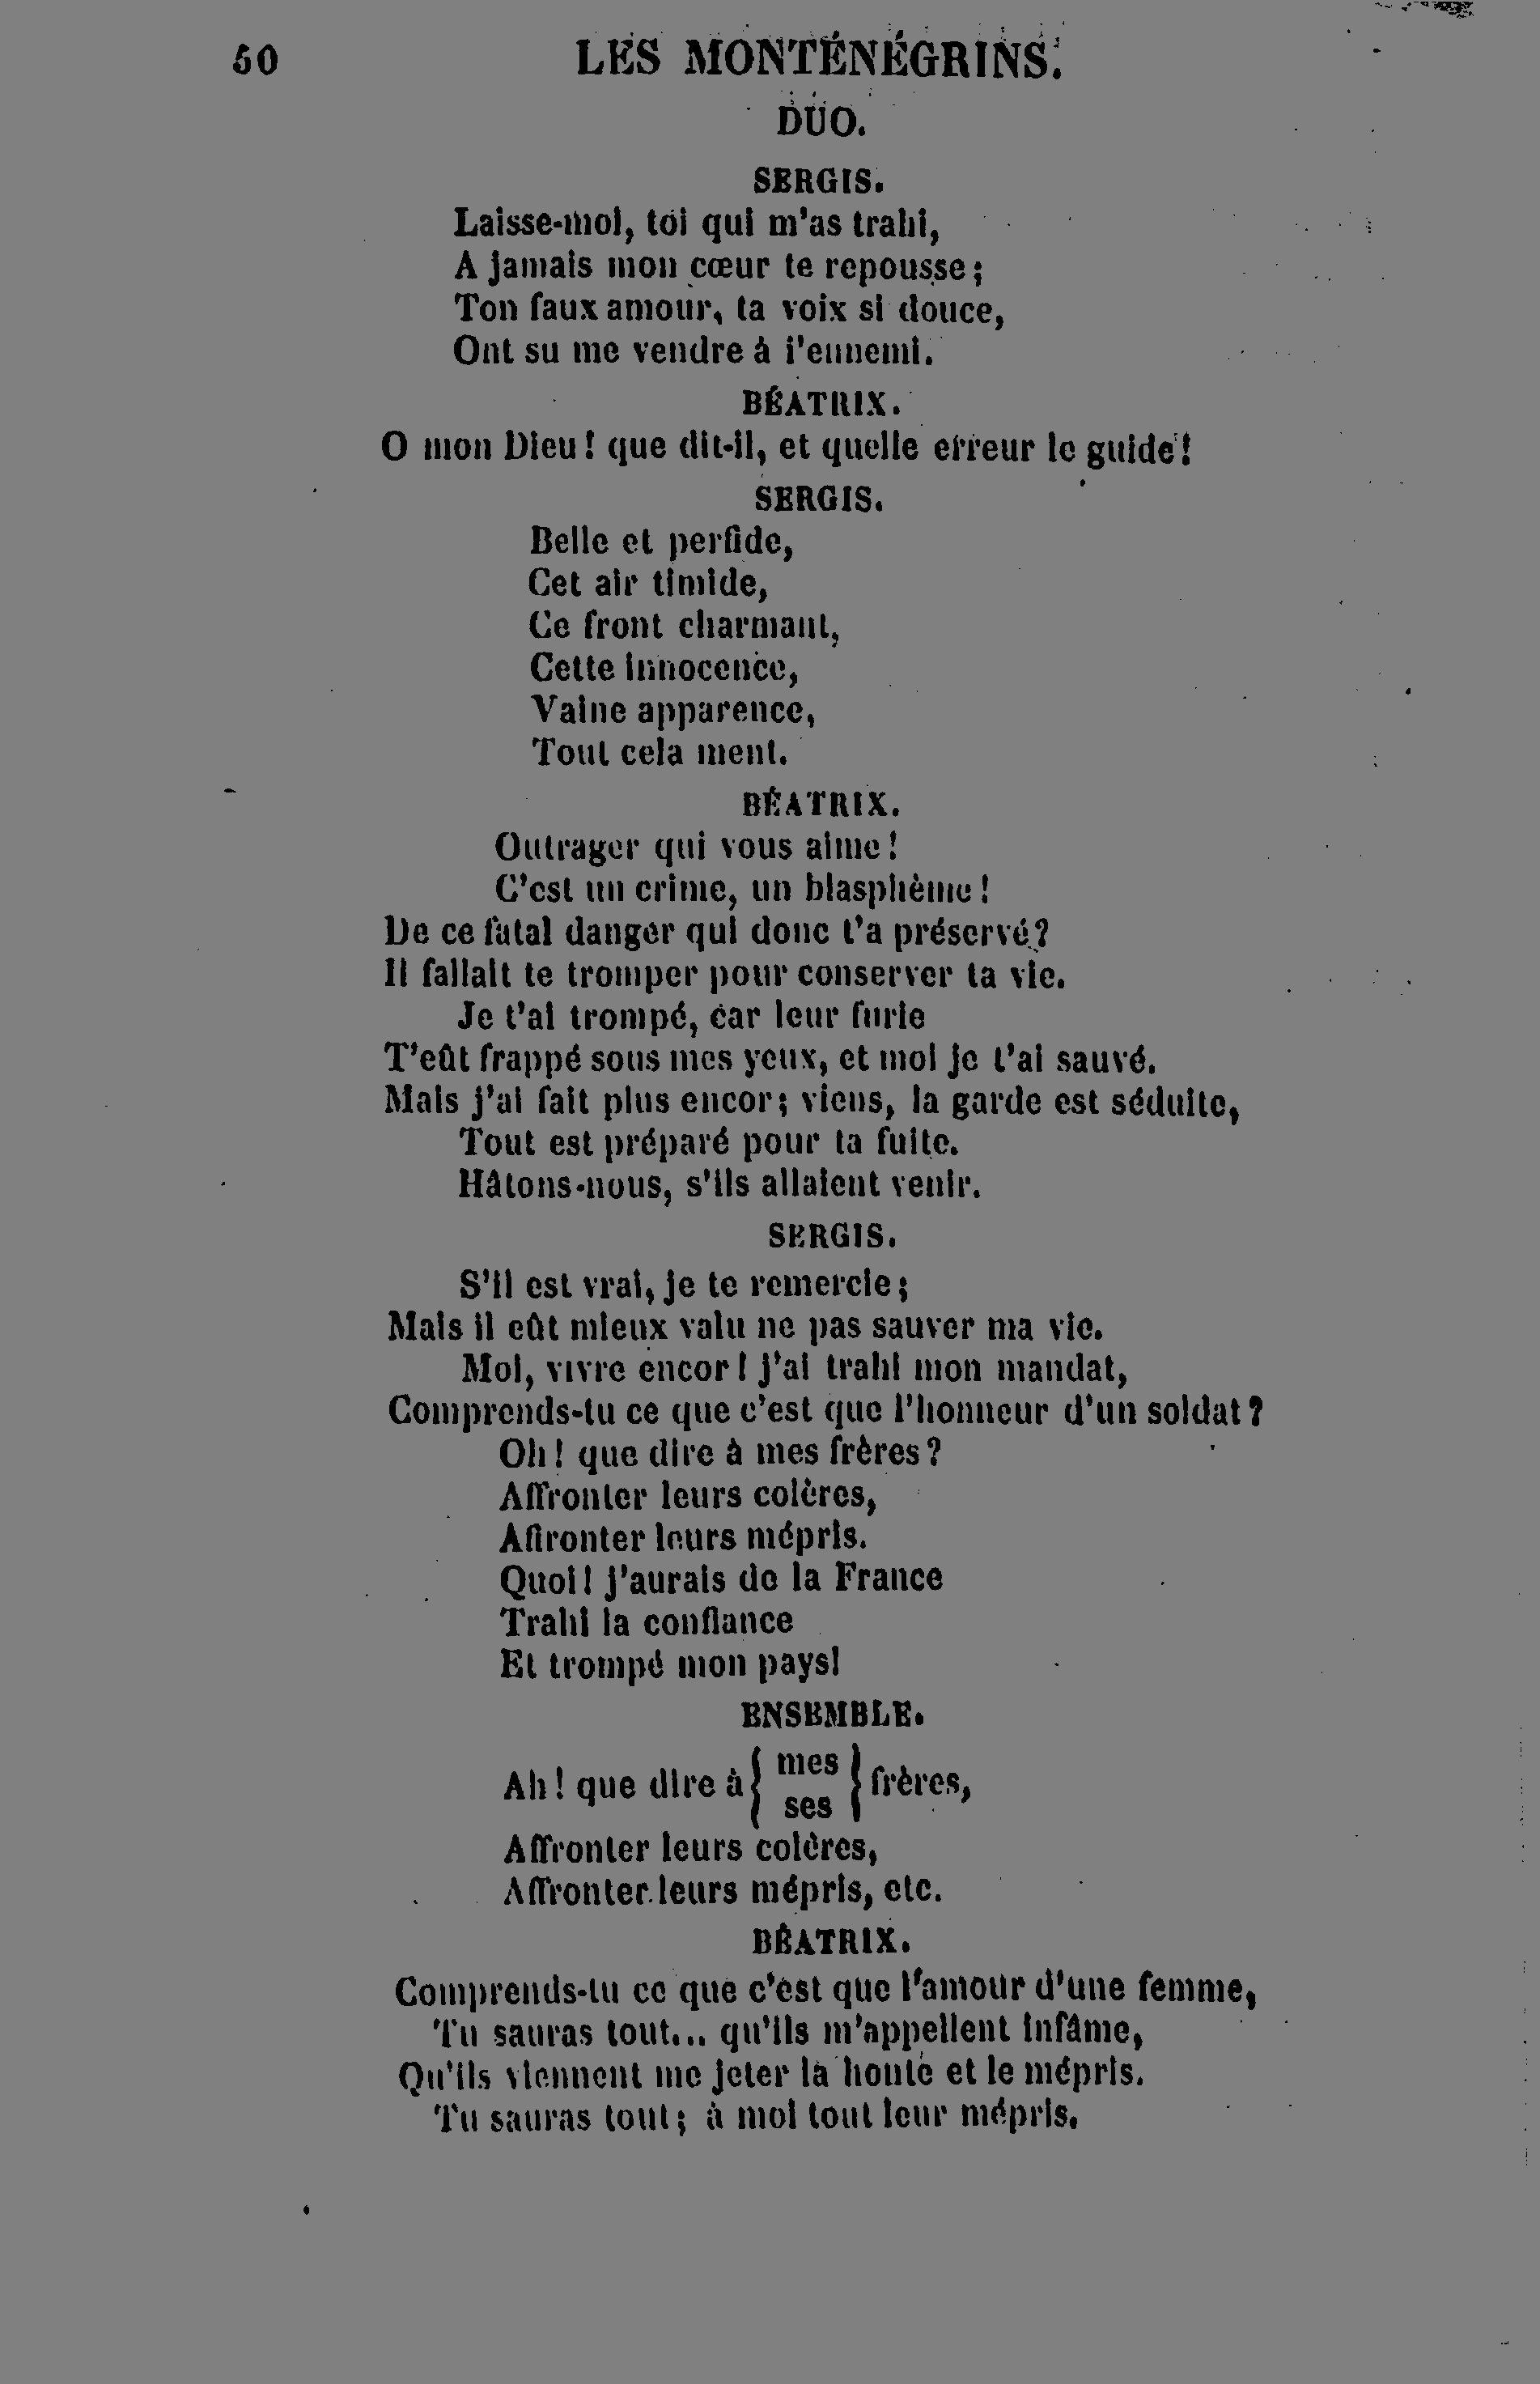 50
LES MONTÉNÉGRINS.
DUO.
SERGIS.
Laisse-moi, toi qui m'as trahi,
A jamais mon cœur te repousse;
Ton faux amour, ta voix si douce,
Ont su me vendre à l'ennemi.
BÉATRIX.
O mon Dieu! que dit-il, et quelle erreur le guide!
SERGIS.
Belle et perfide,
Cet air timide,
Ce front charmant,
Cette innocence,
Vaine apparence,
Tout cela ment.
BÉATRIX.
Outrager qui vous aime!
C'est un crime, un blasphème!
De ce fatal danger qui donc t'a préservé?
Il fallait te tromper pour conserver ta vie.
Je t'ai trompé, car leur furie
T'eût frappé sous mes yeux, et moi je t'ai sauvé.
Mais j'ai fait plus encor; viens, la garde est séduite,
Tout est préparé pour ta fuite.
Hâtons-nous, s'ils allaient venir.
SERGIS.
S'il est vrai, je te remercie;
Mais il eût mieux valu ne pas sauver ma vie.
Moi, vivre encor! j'ai trahi mon mandat,
Comprends-tu ce que c'est que l'honneur d'un soldat?
Oh! que dire à mes frères?
Affronter leurs colères,
Affronter leurs mépris.
Quoi! j'aurais de la France
Trahi la confiance
Et trompé mon pays!
ENSEMBLE.
Ah! que dire à { mes ses } frères,
Affronter leurs colères,
Affronter leurs mépris, etc.
BÉATRIX.
Comprends-tu ce que c'est que l'amour d'une femme,
Tu sauras tout... qu'ils m'appellent infâme,
Qu'ils viennent me jeter la honte et le mépris.
Tu sauras tout; à moi tout leur mépris.